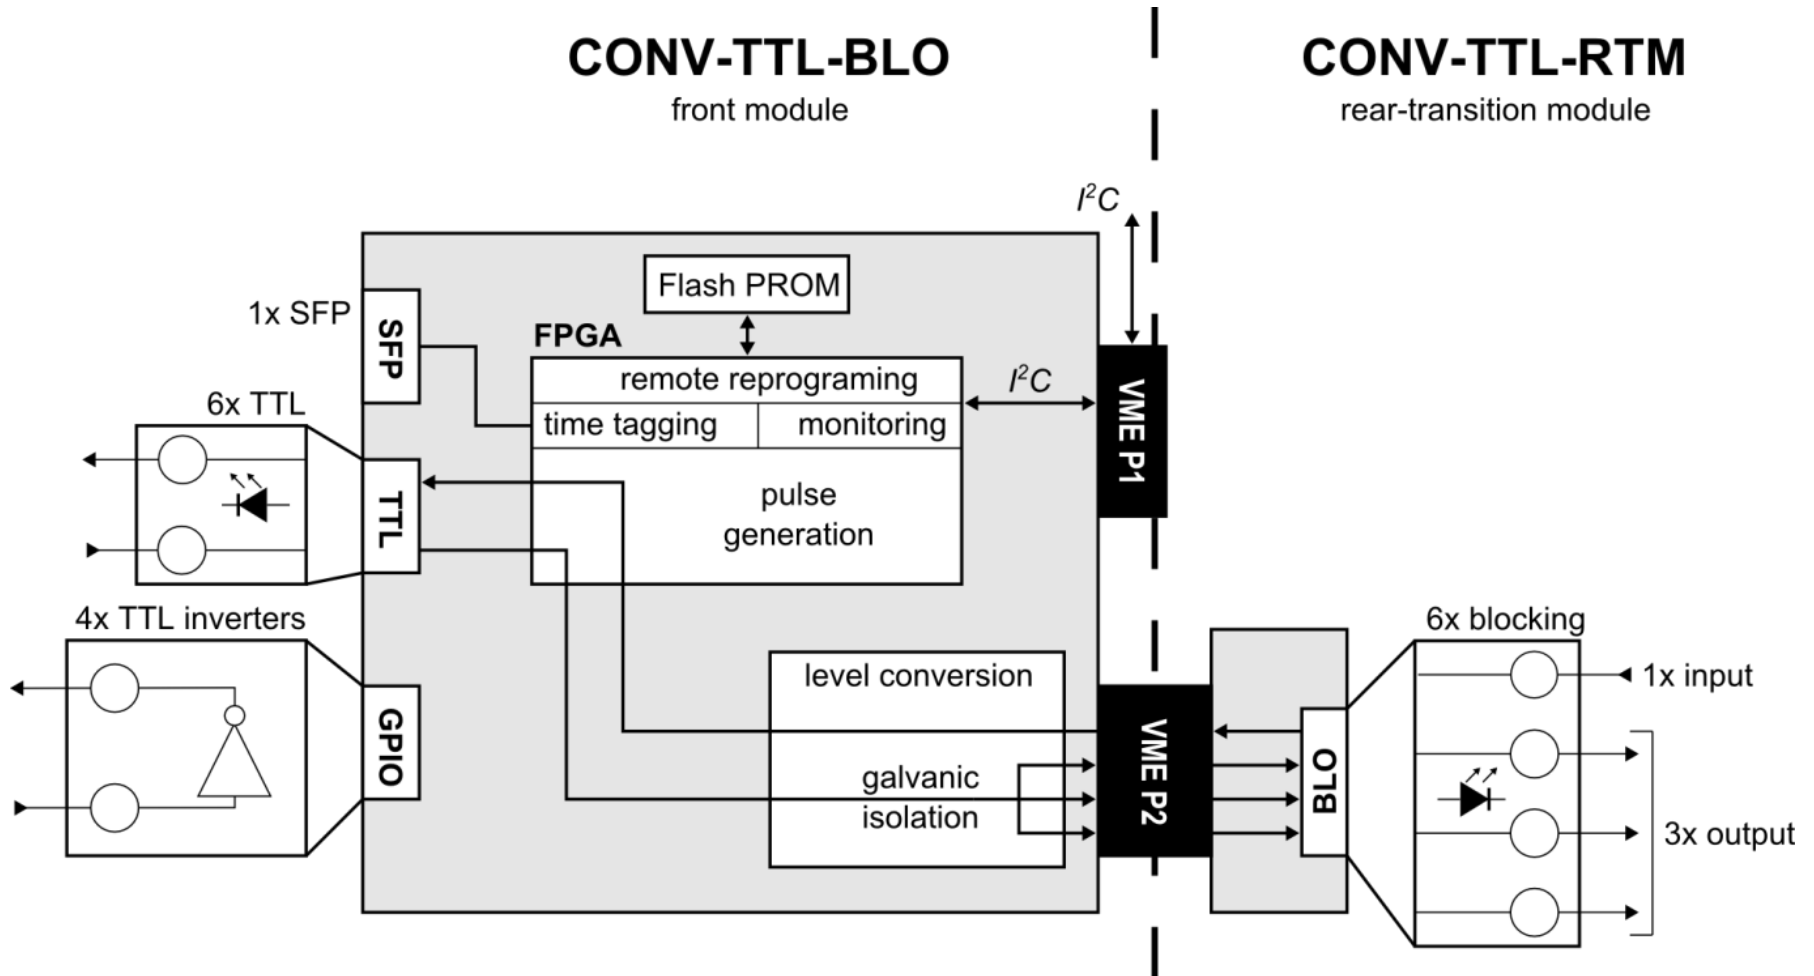 CONV-TTL-BLO
front module
CONV-TTL-RTM
rear-transition module
I²C
Flash PROM
1x SFP
SFP
FPGA
remote reprograming
I²C
time tagging
monitoring
VME P1
6x TTL
TTL
pulse
generation
4x TTL inverters
GPIO
level conversion
galvanic
isolation
VME P2
BLO
6x blocking
1x input
3x output